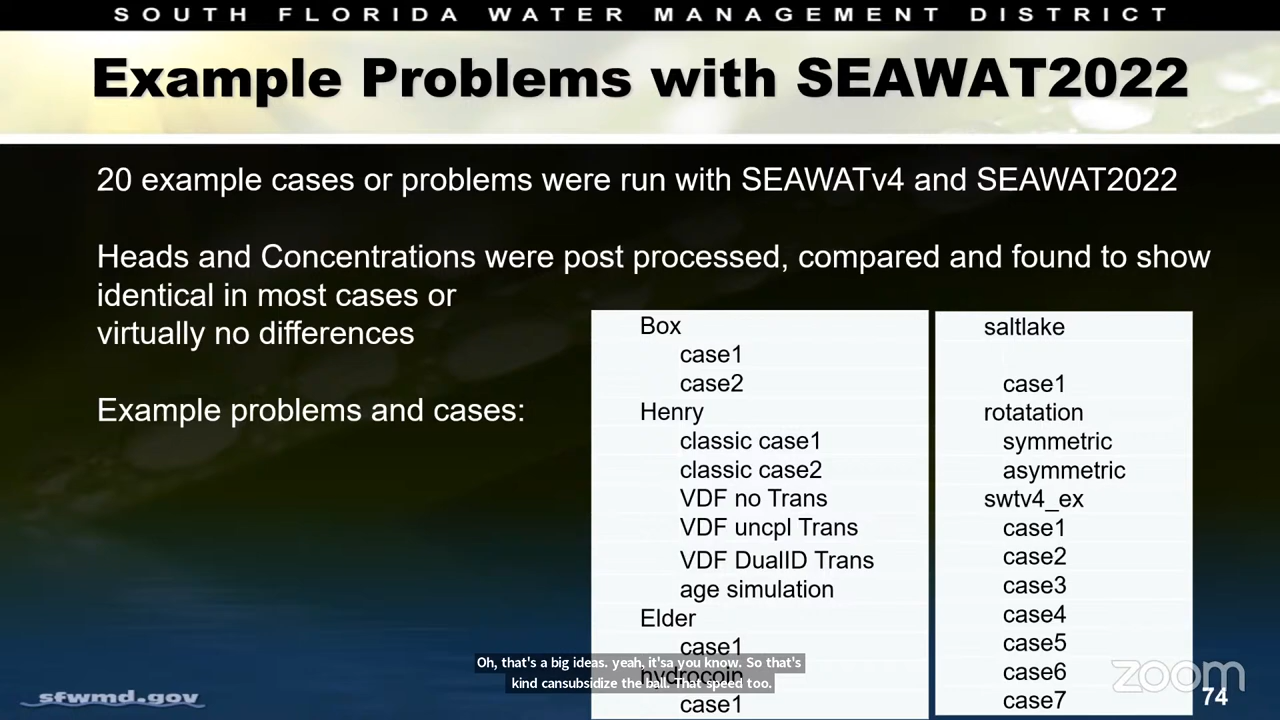 SOUTH FLORIDA WATER MANAGEMENT DISTRICT
Example Problems with SEAWAT2022
20 example cases or problems were run with SEAWATv4 and SEAWAT2022
Heads and Concentrations were post processed, compared and found to show
identical in most cases or
virtually no differences
Example problems and cases:
Box
case1
case2
Henry
classic case1
classic case2
VDF no Trans
VDF uncpl Trans
VDF DualID Trans
age simulation
Elder
case1
hydrocoin
case1
saltlake
case1
rotatation
symmetric
asymmetric
swtv4_ex
case1
case2
case3
case4
case5
case6
case7
Oh, that's a big ideas. yeah, it'sa you know. So that's
kind cansubsidize the ball. That speed too.
sfwmd.gov
zoom
74